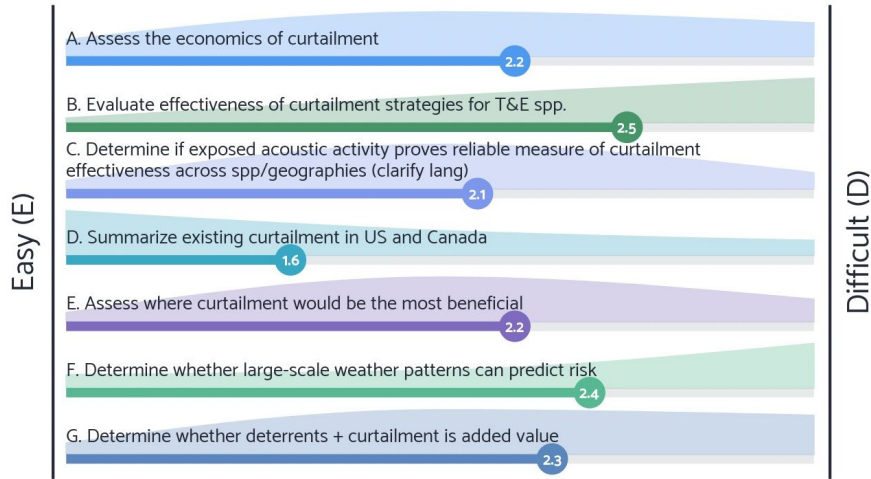 Easy (E)
A. Assess the economics of curtailment
2.2
B. Evaluate effectiveness of curtailment strategies for T&E spp.
2.5
C. Determine if exposed acoustic activity proves reliable measure of curtailment
effectiveness across spp/geographies (clarify lang)
2.1
D. Summarize existing curtailment in US and Canada
1.6
E. Assess where curtailment would be the most beneficial
2.2
F. Determine whether large-scale weather patterns can predict risk
2.4
G. Determine whether deterrents + curtailment is added value
2.3
Difficult (D)